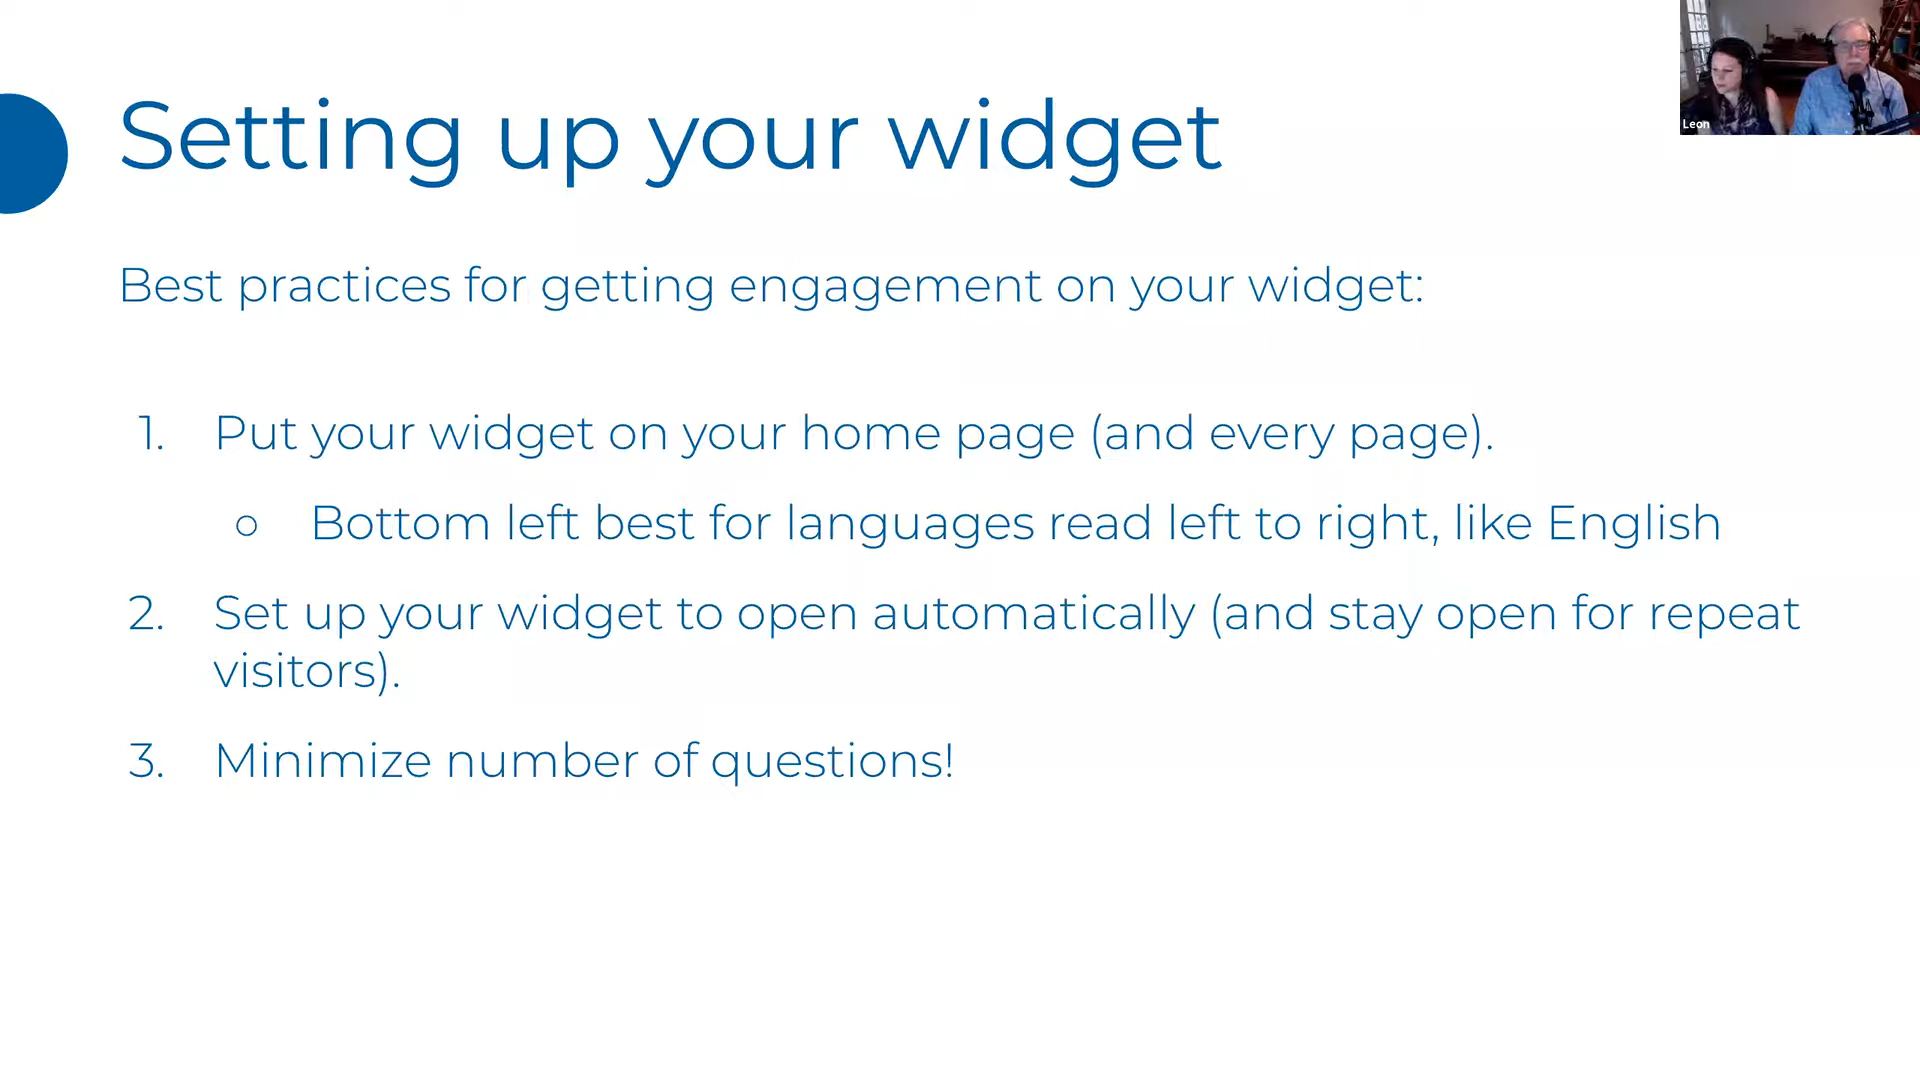 Leon
Setting up your widget
Best practices for getting engagement on your widget:
1. Put your widget on your home page (and every page).
○ Bottom left best for languages read left to right, like English
2. Set up your widget to open automatically (and stay open for repeat
visitors).
3. Minimize number of questions!